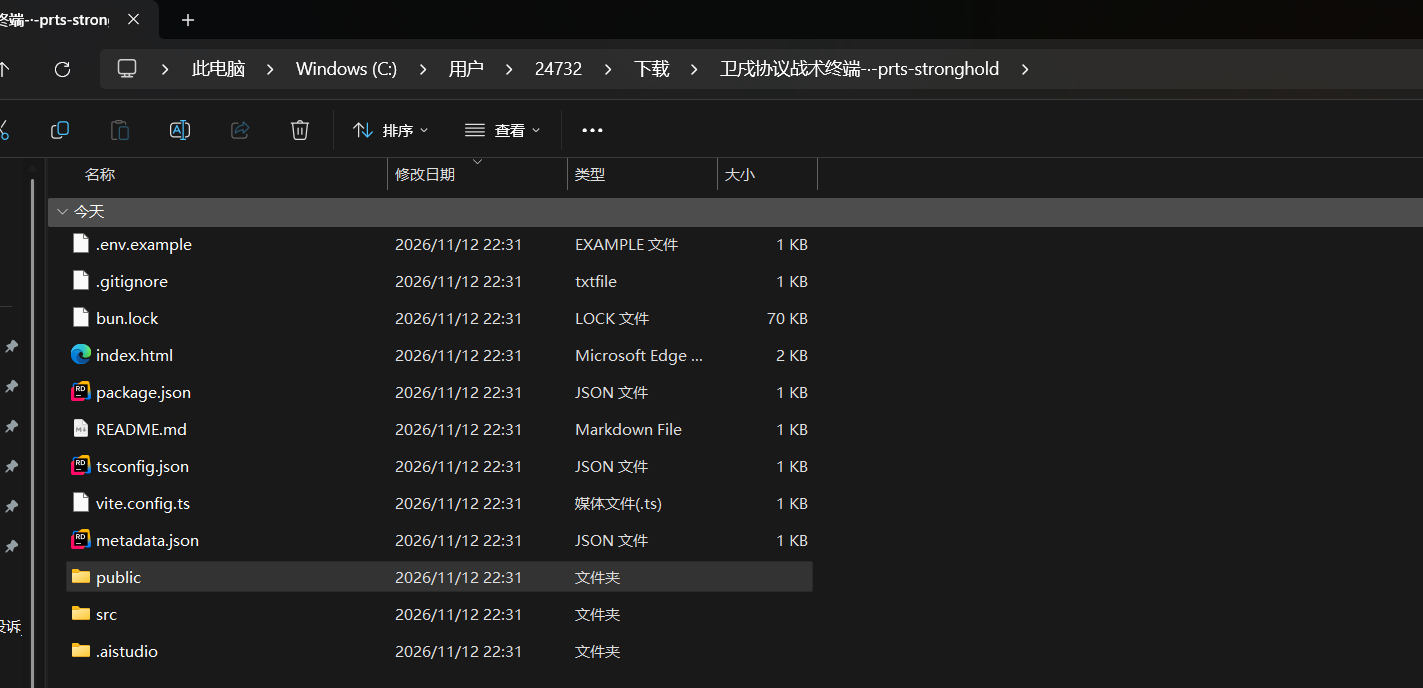 终端---prts-stron
此电脑 Windows (C:) 用户 24732 下载 卫戍协议战术终端---prts-stronghold
排序 查看
名称 修改日期 类型 大小
今天
.env.example 2026/11/12 22:31 EXAMPLE 文件 1 KB
.gitignore 2026/11/12 22:31 txtfile 1 KB
bun.lock 2026/11/12 22:31 LOCK 文件 70 KB
index.html 2026/11/12 22:31 Microsoft Edge ... 2 KB
package.json 2026/11/12 22:31 JSON 文件 1 KB
README.md 2026/11/12 22:31 Markdown File 1 KB
tsconfig.json 2026/11/12 22:31 JSON 文件 1 KB
vite.config.ts 2026/11/12 22:31 媒体文件(.ts) 1 KB
metadata.json 2026/11/12 22:31 JSON 文件 1 KB
public 2026/11/12 22:31 文件夹
src 2026/11/12 22:31 文件夹
投诉
.aistudio 2026/11/12 22:31 文件夹